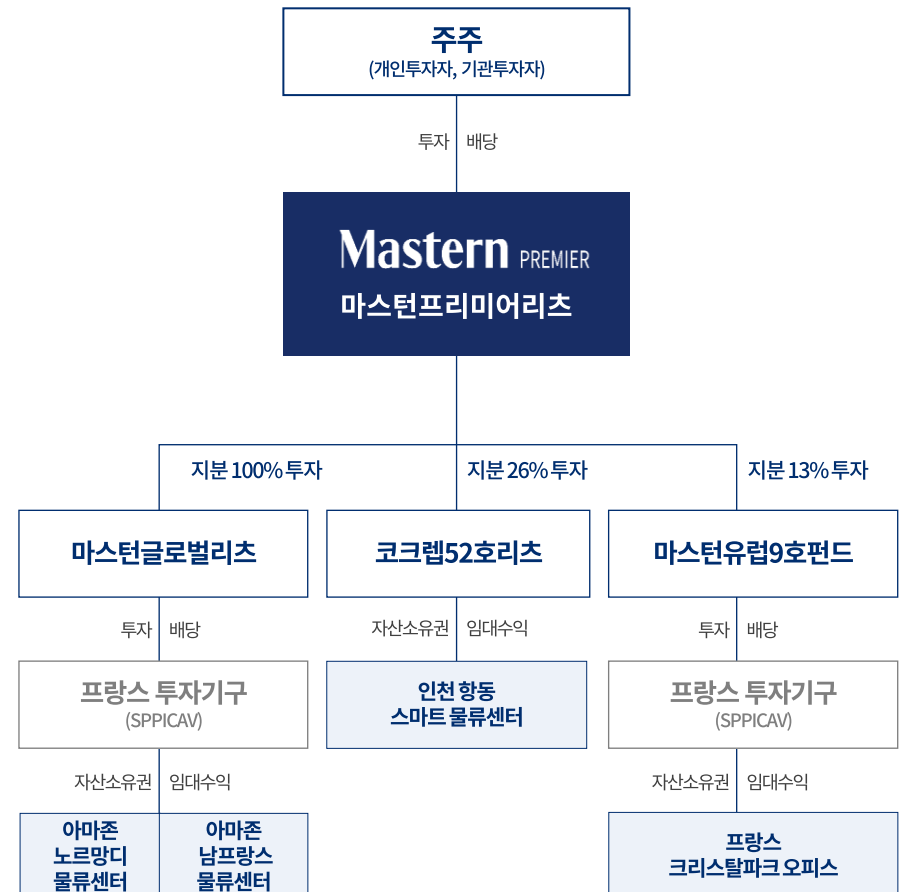 주주
(개인투자자, 기관투자자)
투자 배당
Mastern PREMIER
마스턴프리미어리츠
지분 100% 투자
지분 26% 투자
지분 13% 투자
마스턴글로벌리츠
코크렙52호리츠
마스턴유럽9호펀드
투자 배당
자산소유권 임대수익
투자 배당
프랑스 투자기구
(SPPICAV)
인천 항동
스마트 물류센터
프랑스 투자기구
(SPPICAV)
자산소유권 임대수익
자산소유권 임대수익
아마존
노르망디
물류센터
아마존
남프랑스
물류센터
프랑스
크리스탈파크 오피스